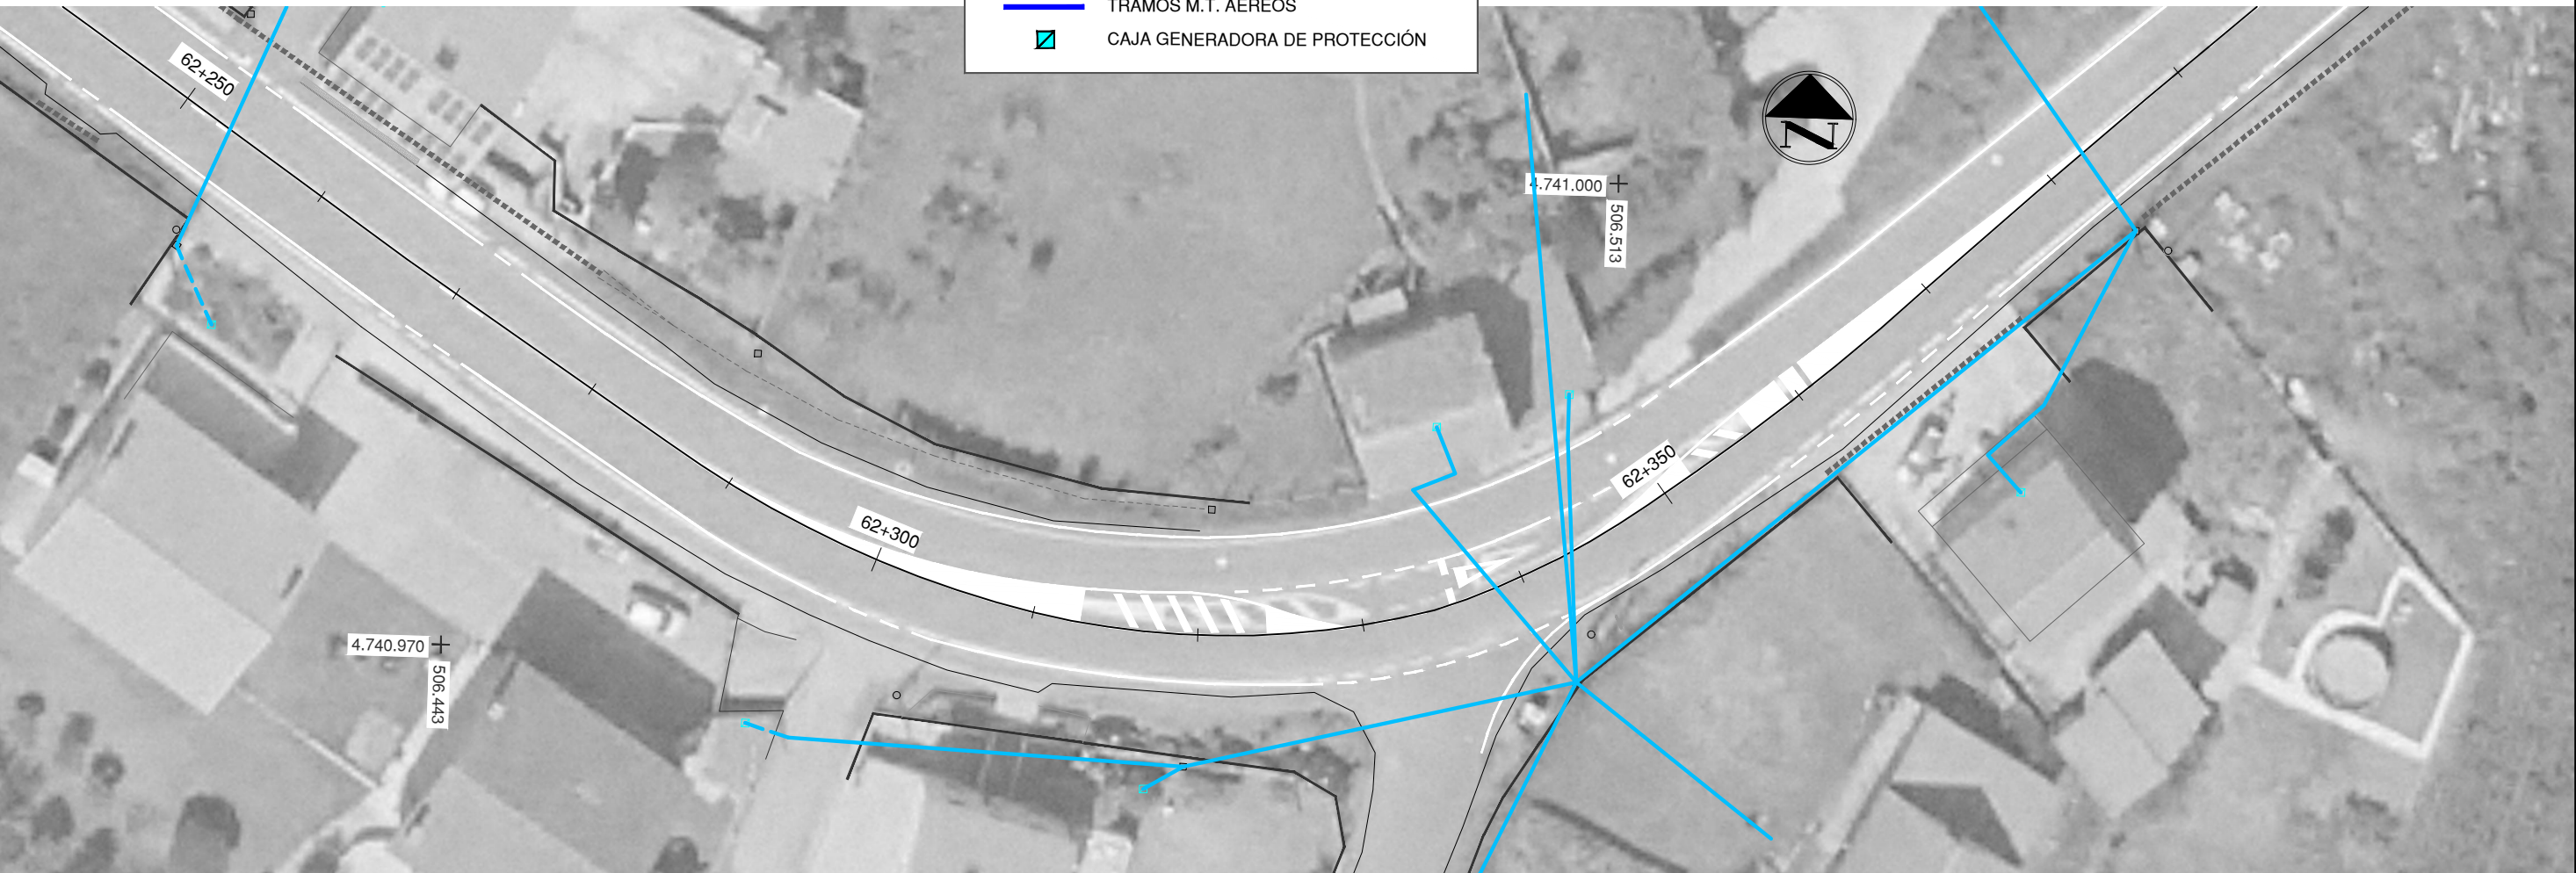 TRAMOS M.T. AEREOS
CAJA GENERADORA DE PROTECCIÓN
62+250
4.741.000
506.513
N
62+350
62+300
4.740.970
506.443